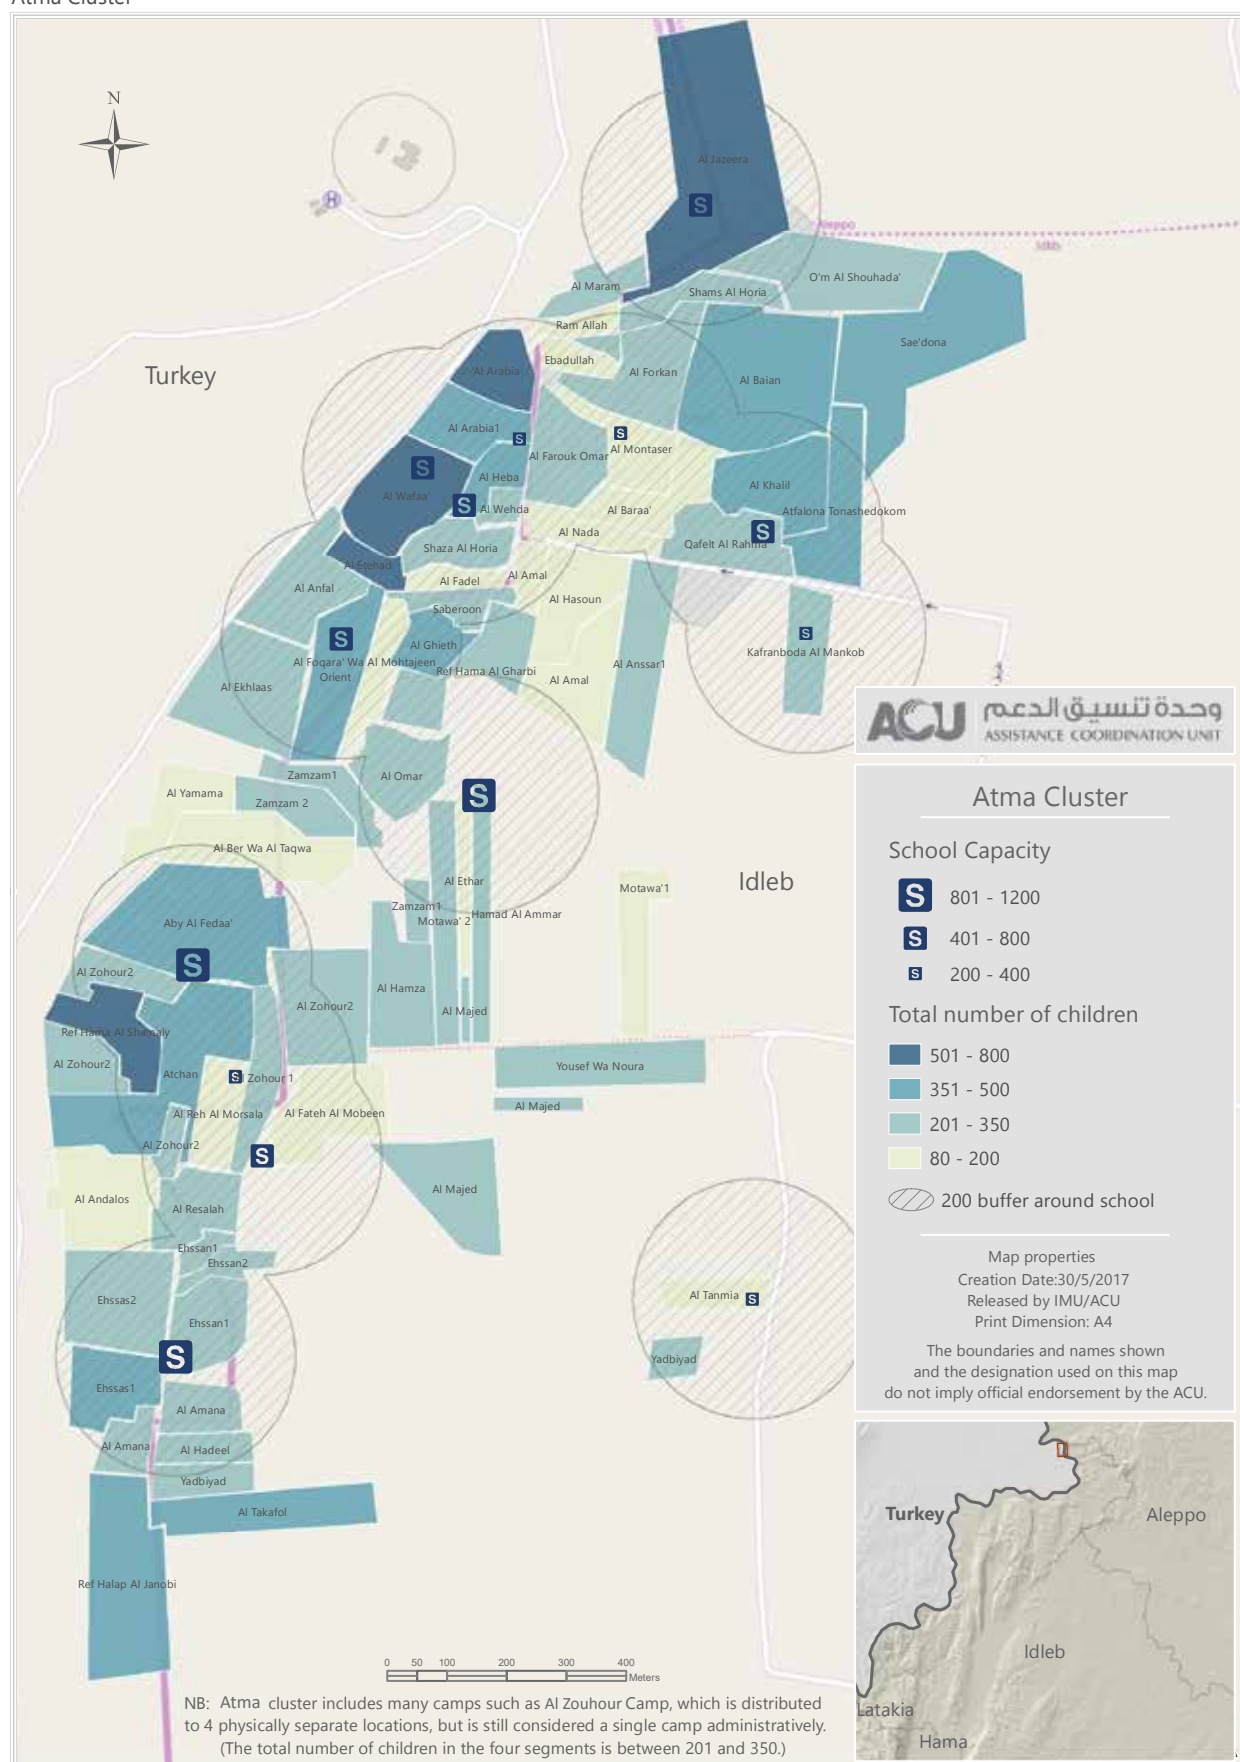 Atma Cluster
N
Al Jazeera
Aleppo
Idlib
O'm Al Shouhada'
Al Maram
Shams Al Horia
Ram Allah
Sae'dona
Ebadullah
Turkey
Al Arabia
Al Forkan
Al Baian
Al Arabia1
S
Al Montaser
Al Farouk Omar
Al Heba
Al Khalil
Al Wafaa'
Al Wehda
Al Baraa'
Atfalona Tonashedokom
Al Nada
Qafelt Al Rahma
Shaza Al Horia
Al Etehad
Al Amal
Al Fadel
Al Anfal
Al Hasoun
Saberoon
Al Ghieth
Kafranboda Al Mankob
Al Foqara' Wa Al Mohtajeen
Al Anssar1
Ref Hama Al Gharbi
Orient
Al Amal
Al Ekhlaas
وحدة تنسيق الدعم
ACU
ASSISTANCE COORDINATION UNIT
Zamzam1
Al Omar
Al Yamama
Zamzam 2
Al Ber Wa Al Taqwa
Al Ethar
Motawa'1
Idleb
Zamzam1
Hamad Al Ammar
Motawa' 2
Aby Al Fedaa'
Al Zohour2
Al Hamza
Al Zohour2
Al Majed
Ref Hama Al Shamaly
Al Zohour2
Yousef Wa Noura
Atchan
Al Zohour 1
Al Majed
Al Reh Al Morsala
Al Fateh Al Mobeen
Al Zohour2
Al Majed
Al Andalos
Al Resalah
Ehssan1
Ehssan2
Al Tanmia
Ehssas2
Ehssan1
Yadbiyad
Ehssas1
Al Amana
Al Amana
Al Hadeel
Yadbiyad
Al Takafol
Ref Halap Al Janobi
Atma Cluster
School Capacity
S 801 - 1200
S 401 - 800
S 200 - 400
Total number of children
501 - 800
351 - 500
201 - 350
80 - 200
200 buffer around school
Map properties
Creation Date:30/5/2017
Released by IMU/ACU
Print Dimension: A4
The boundaries and names shown
and the designation used on this map
do not imply official endorsement by the ACU.
Turkey
Aleppo
Idleb
Latakia
Hama
0 50 100 200 300 400
Meters
NB: Atma cluster includes many camps such as Al Zouhour Camp, which is distributed
to 4 physically separate locations, but is still considered a single camp administratively.
(The total number of children in the four segments is between 201 and 350.)